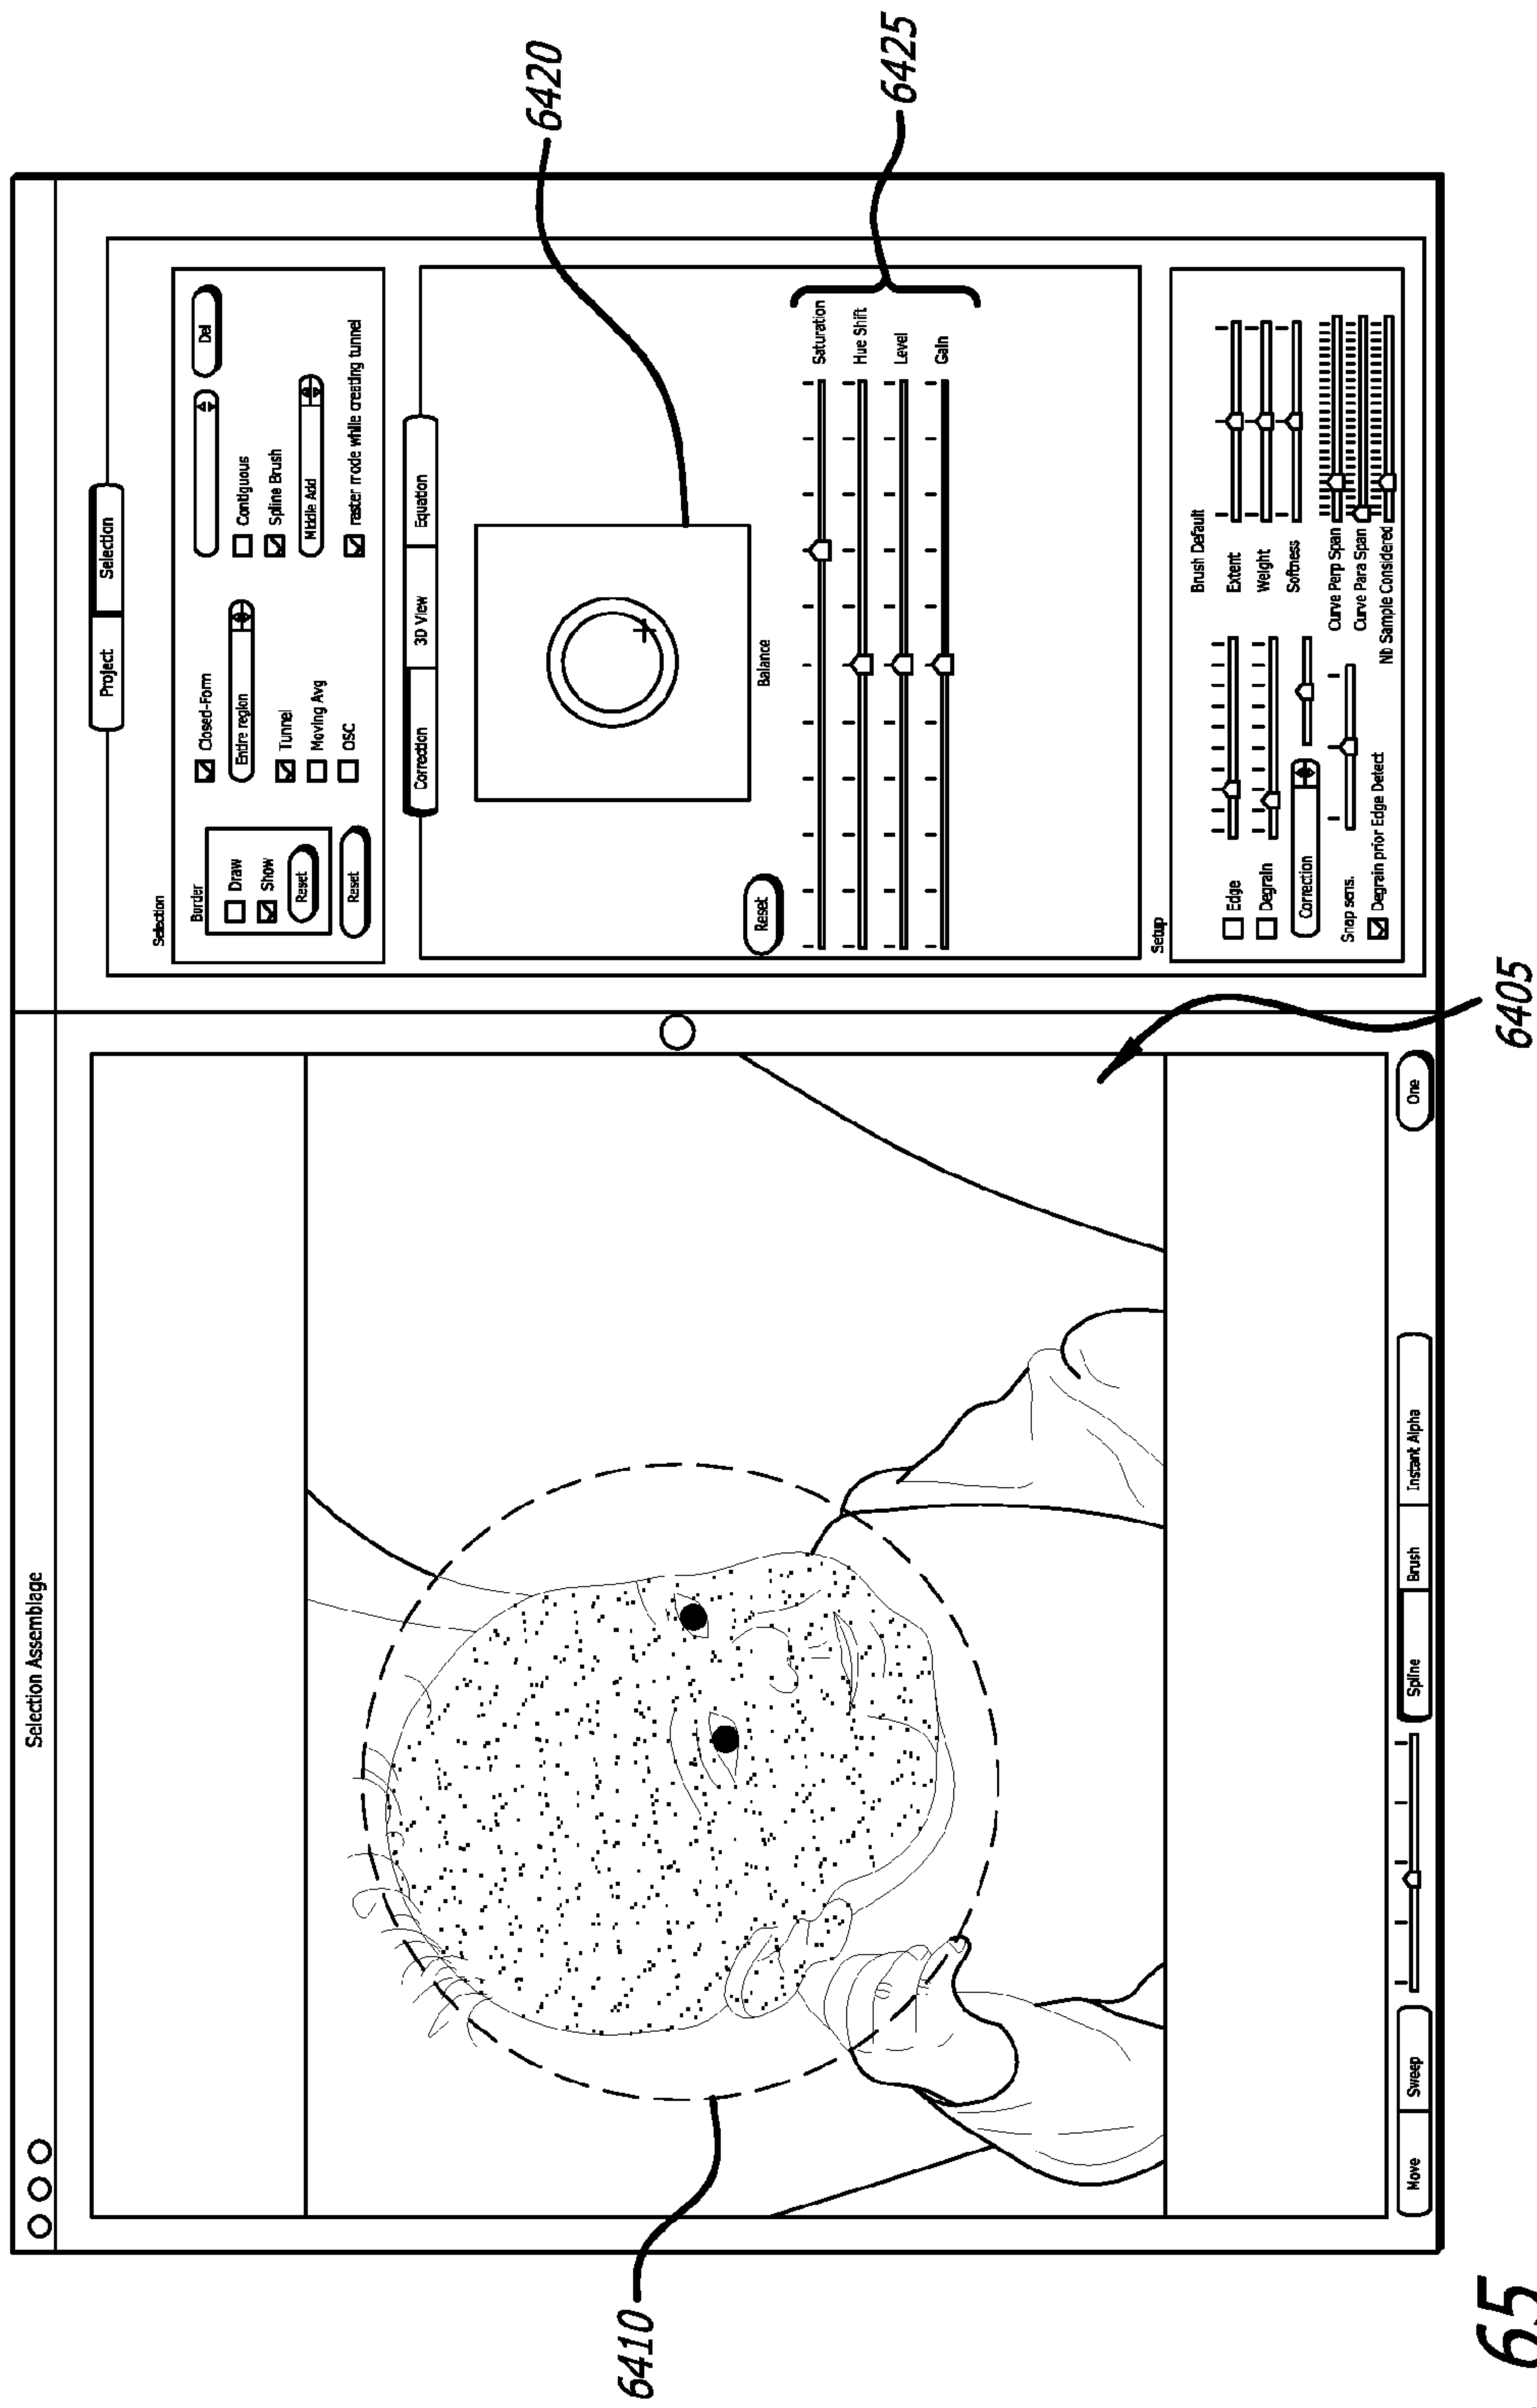 Selection Assemblage
Project
Selection
Selection
Border
Draw
Show
Reset
Reset
Closed-Form
Entire region
Tunnel
Moving Avg
OSC
Del
Contiguous
Spline Brush
Middle Add
raster mode while creating tunnel
Correction
3D View
Equation
6420
Balance
Reset
Saturation
Hue Shift
Level
Gain
6425
Setup
Edge
Degrain
Correction
Snap sens.
Degrain prior Edge Detect
Brush Default
Extent
Weight
Softness
Curve Perp Span
Curve Para Span
Nb Sample Considered
6410
6405
Move
Sweep
Spline
Brush
Instant Alpha
One
65